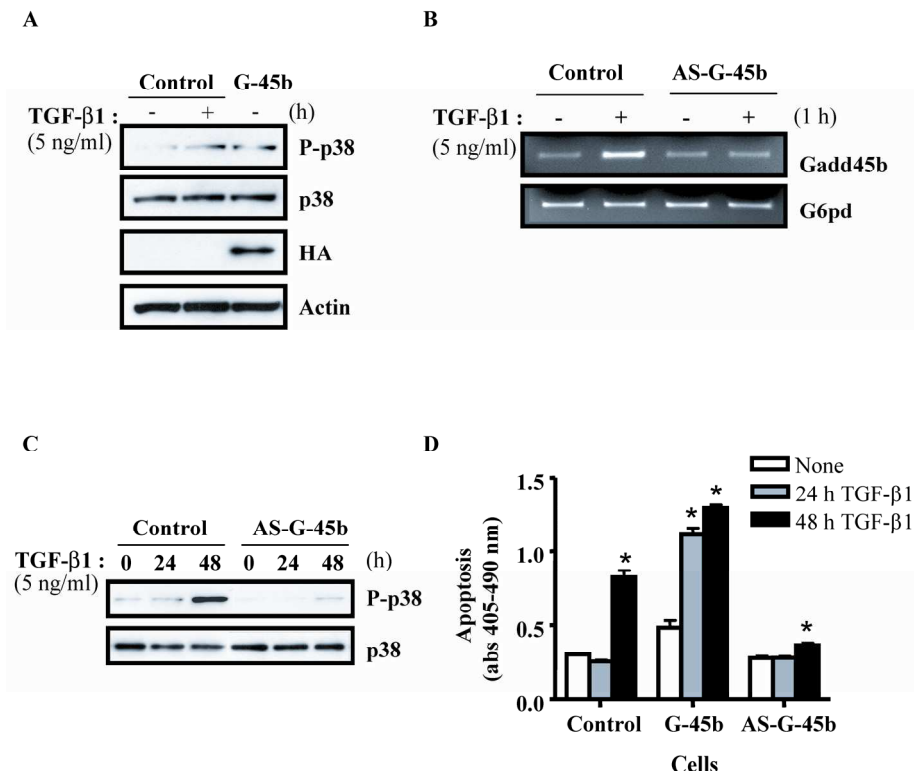 A
Control G-45b
TGF-β1 : - + - (h)
(5 ng/ml)
P-p38
p38
HA
Actin
B
Control AS-G-45b
TGF-β1 : - + - + (1 h)
(5 ng/ml)
Gadd45b
G6pd
C
Control AS-G-45b
TGF-β1 : 0 24 48 0 24 48 (h)
(5 ng/ml)
P-p38
p38
D
None
24 h TGF-β1
48 h TGF-β1
Apoptosis
(abs 405-490 nm)
1.5
1.0
0.5
0.0
* * * *
Control G-45b AS-G-45b
Cells